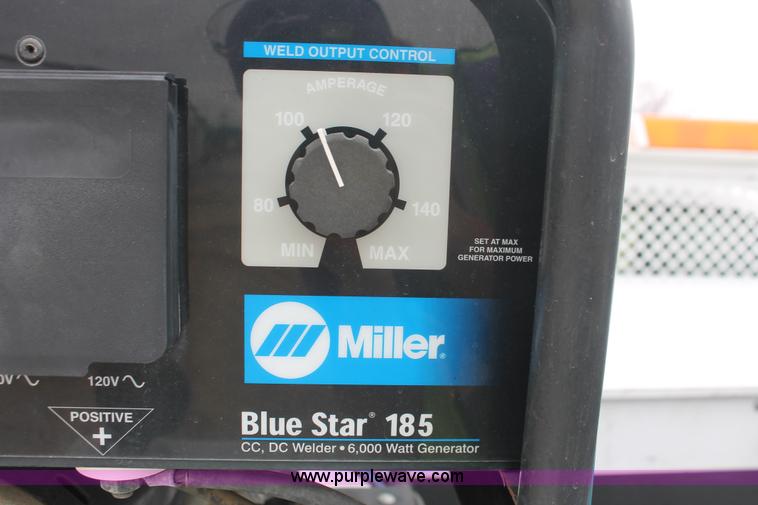 WELD OUTPUT CONTROL
AMPERAGE
100 120
80 140
MIN MAX
SET AT MAX
FOR MAXIMUM
GENERATOR POWER
Miller®
120V
POSITIVE
+
Blue Star® 185
CC, DC Welder • 6,000 Watt Generator
www.purplewave.com